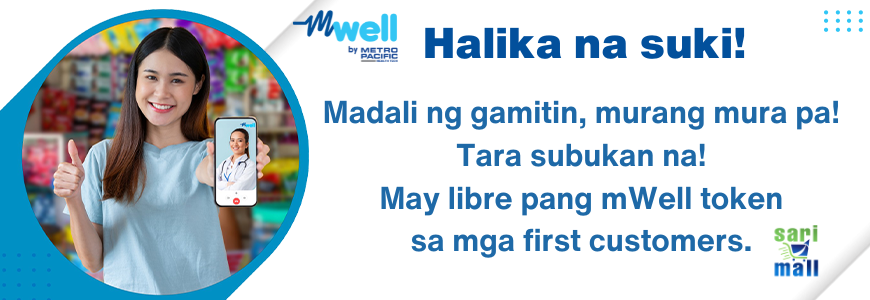 mwell
by METRO
PACIFIC
Halika na suki!
Madali ng gamitin, murang mura pa!
Tara subukan na!
May libre pang mWell token
sa mga first customers.
mwell
sari
mall